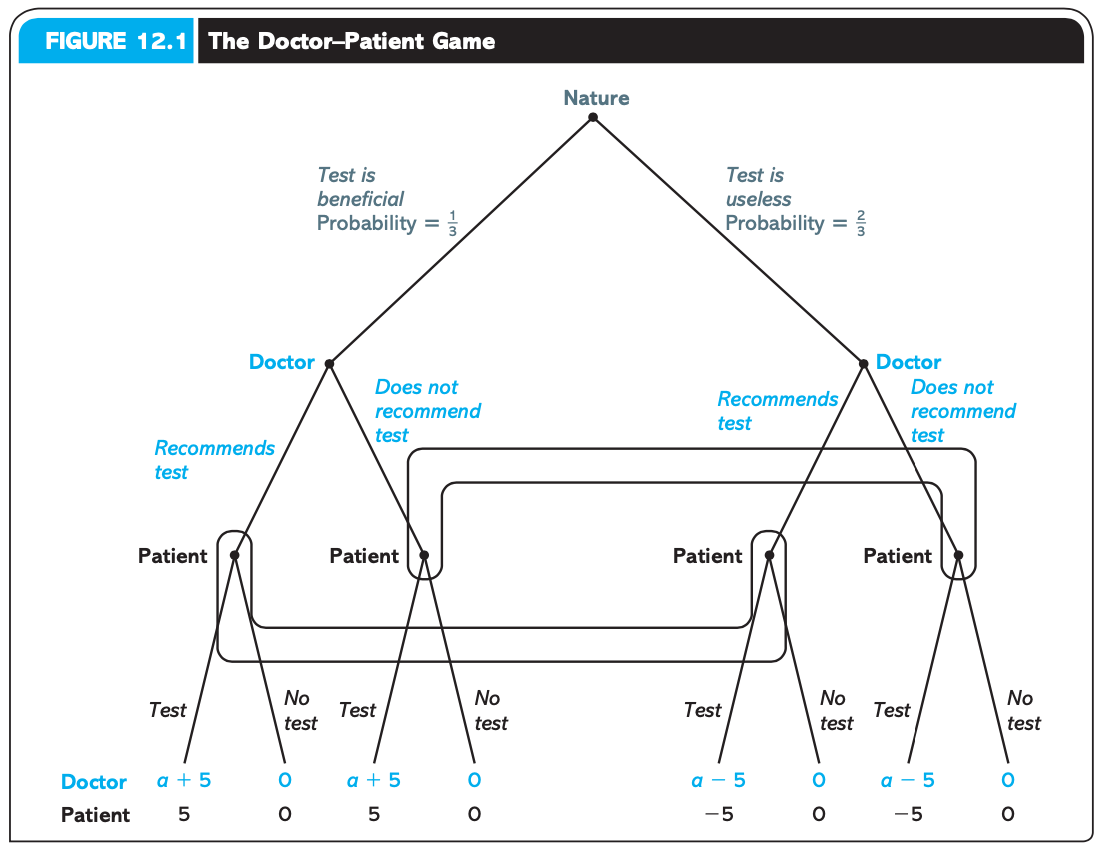 FIGURE 12.1 The Doctor–Patient Game
Nature
Test is
beneficial
Probability = 1/3
Test is
useless
Probability = 2/3
Doctor
Doctor
Does not
recommend
test
Recommends
test
Does not
recommend
test
Recommends
test
Patient
Patient
Patient
Patient
Test
No
test
Test
No
test
Test
No
test
Test
No
test
Doctor a + 5 0 a + 5 0 a − 5 0 a − 5 0
Patient 5 0 5 0 −5 0 −5 0